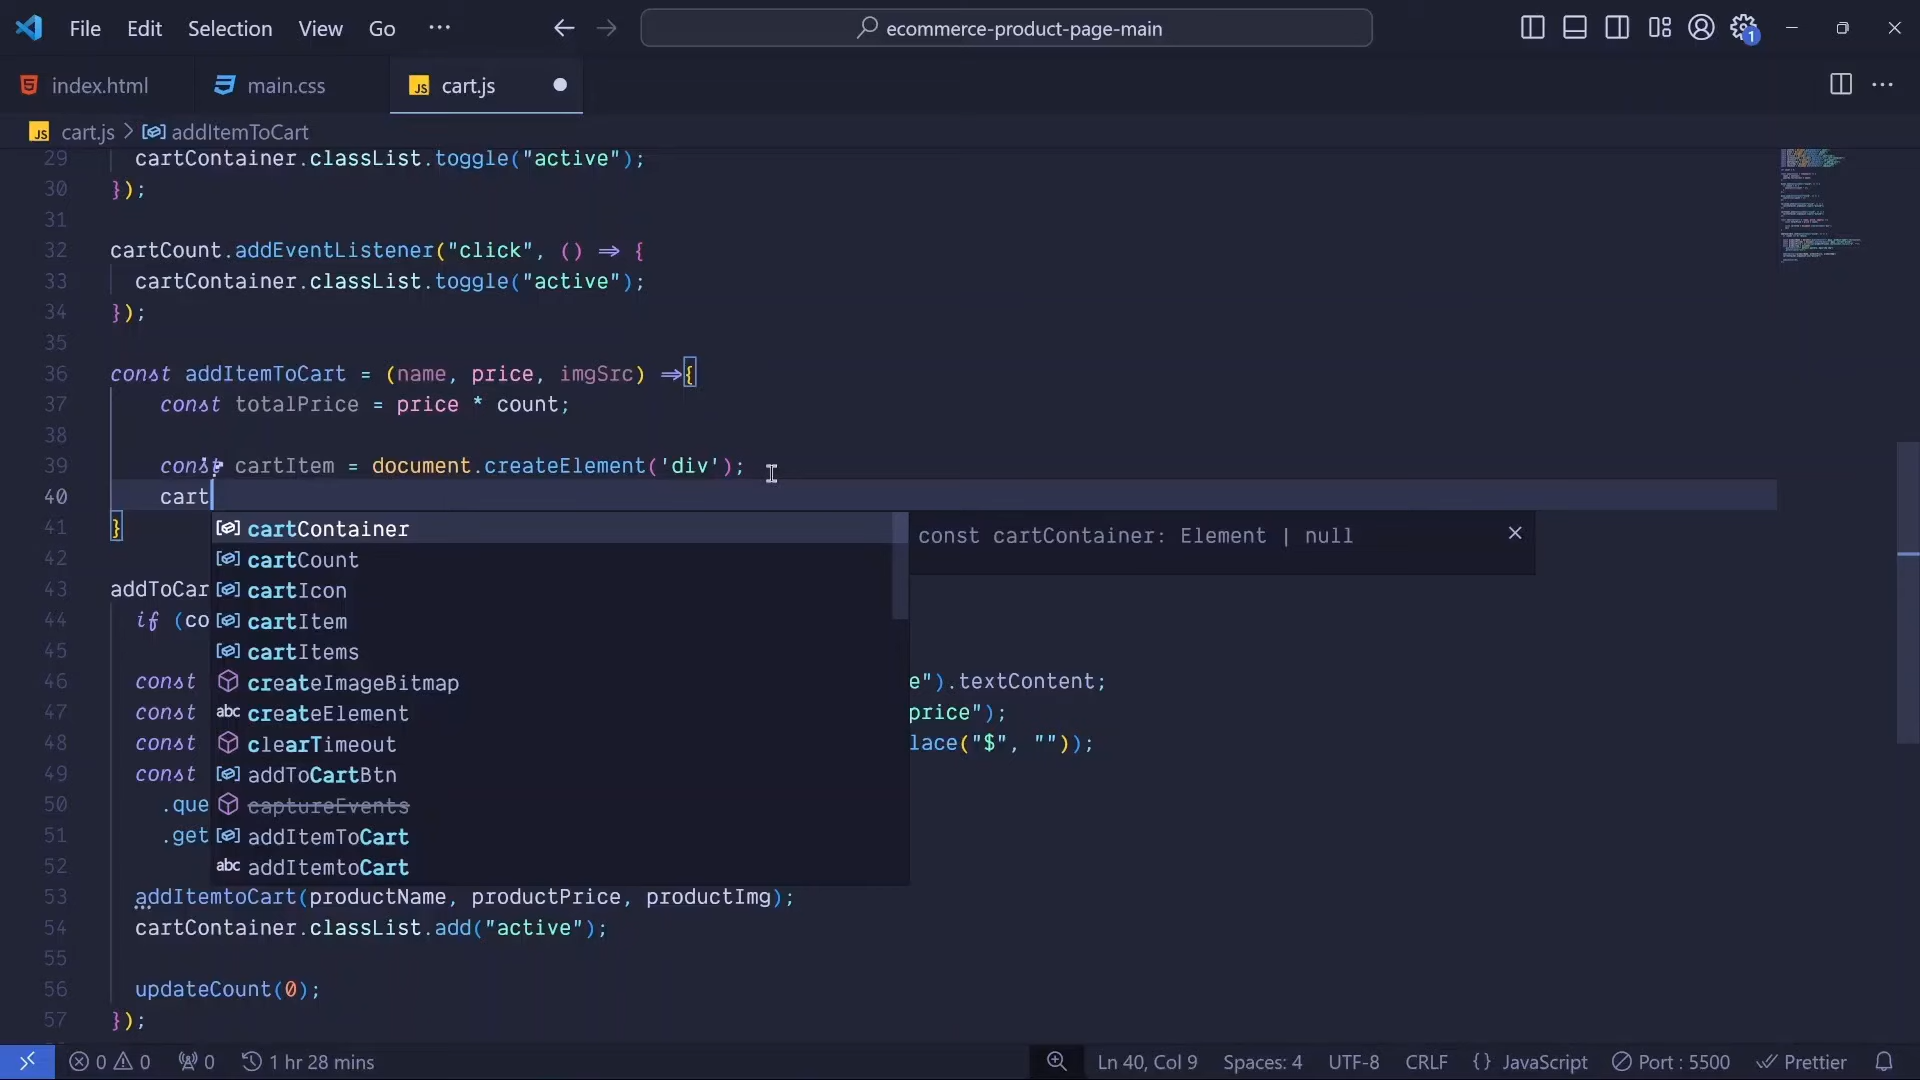 File Edit Selection View Go ··· ecommerce-product-page-main 1
index.html main.css JS cart.js
JS cart.js > addItemToCart
29 cartContainer.classList.toggle("active");
30 });
31
32 cartCount.addEventListener("click", () => {
33 cartContainer.classList.toggle("active");
34 });
35
36 const addItemToCart = (name, price, imgSrc) =>{
37 const totalPrice = price * count;
38
39 const cartItem = document.createElement('div');
40 cart
41 } cartContainer const cartContainer: Element | null
42 cartCount
43 addToCar cartIcon
44 if (co cartItem
45 cartItems
46 const createImageBitmap e").textContent;
47 const abc createElement price");
48 const clearTimeout lace("$", ""));
49 const addToCartBtn
50 .que captureEvents
51 .get addItemToCart
52 abc addItemtoCart
53 addItemtoCart(productName, productPrice, productImg);
54 cartContainer.classList.add("active");
55
56 updateCount(0);
57 });
0 0 0 1 hr 28 mins Ln 40, Col 9 Spaces: 4 UTF-8 CRLF {} JavaScript Port : 5500 Prettier